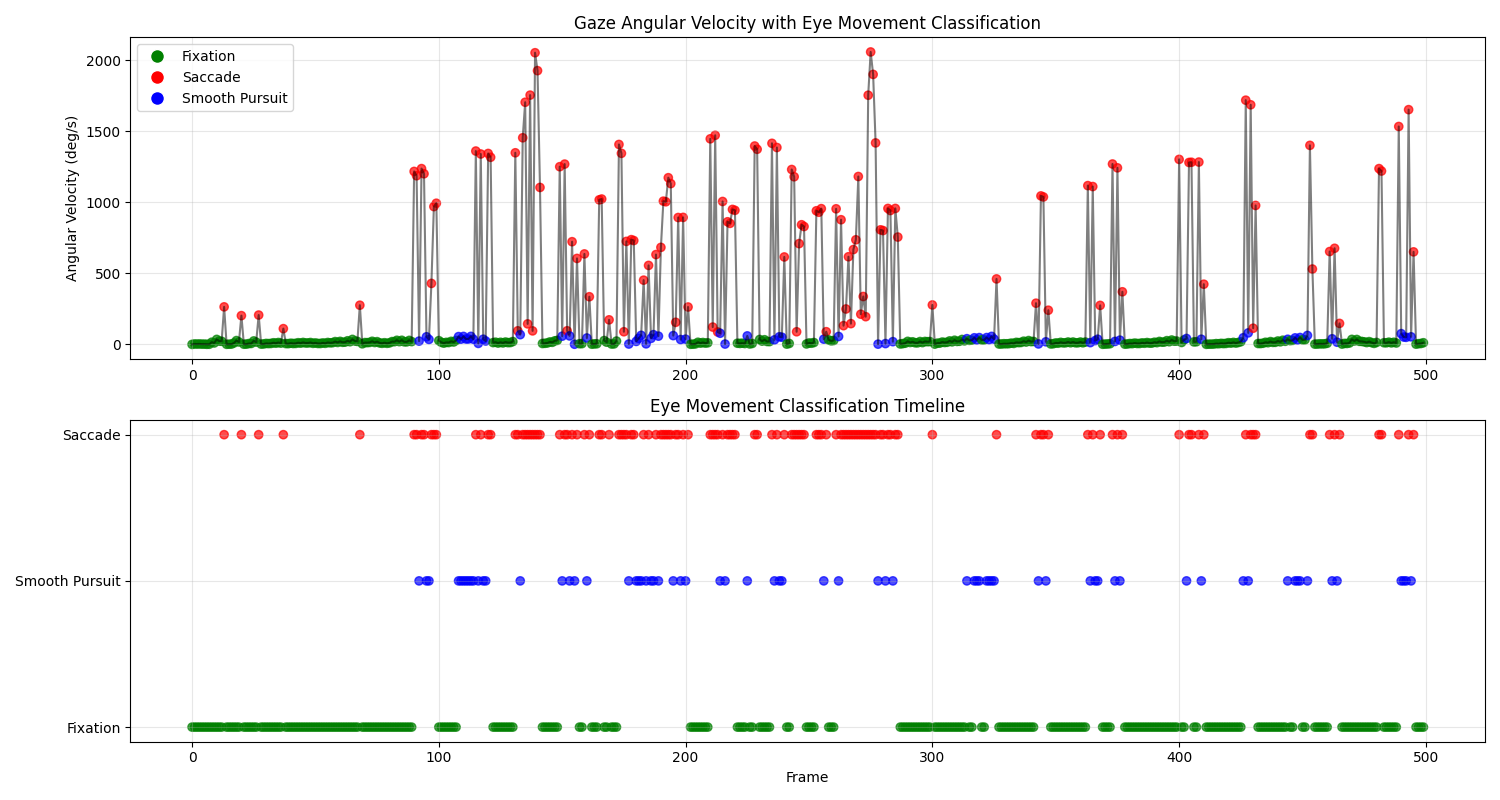 Gaze Angular Velocity with Eye Movement Classification
Fixation
Saccade
Smooth Pursuit
Angular Velocity (deg/s)
2000
1500
1000
500
0
0 100 200 300 400 500
Eye Movement Classification Timeline
Saccade
Smooth Pursuit
Fixation
0 100 200 300 400 500
Frame